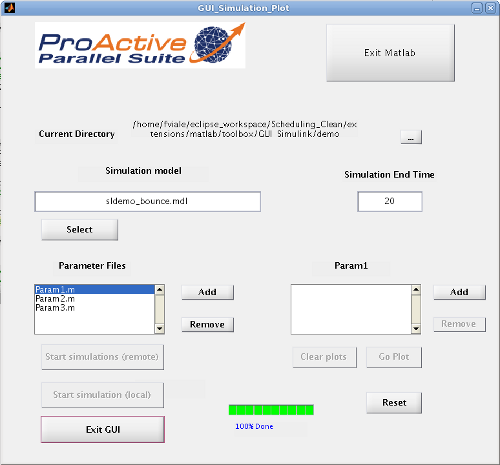 GUI_Simulation_Plot
ProActive
Parallel Suite
Exit Matlab
Current Directory
/home/fviale/eclipse_workspace/Scheduling_Clean/ex
tensions/matlab/toolbox/GUI_Simulink/demo
...
Simulation model
Simulation End Time
sldemo_bounce.mdl
20
Select
Parameter Files
Param1
Param1.m
Param2.m
Param3.m
Add
Remove
Add
Remove
Start simulations (remote)
Clear plots
Go Plot
Start simulation (local)
Reset
Exit GUI
100% Done